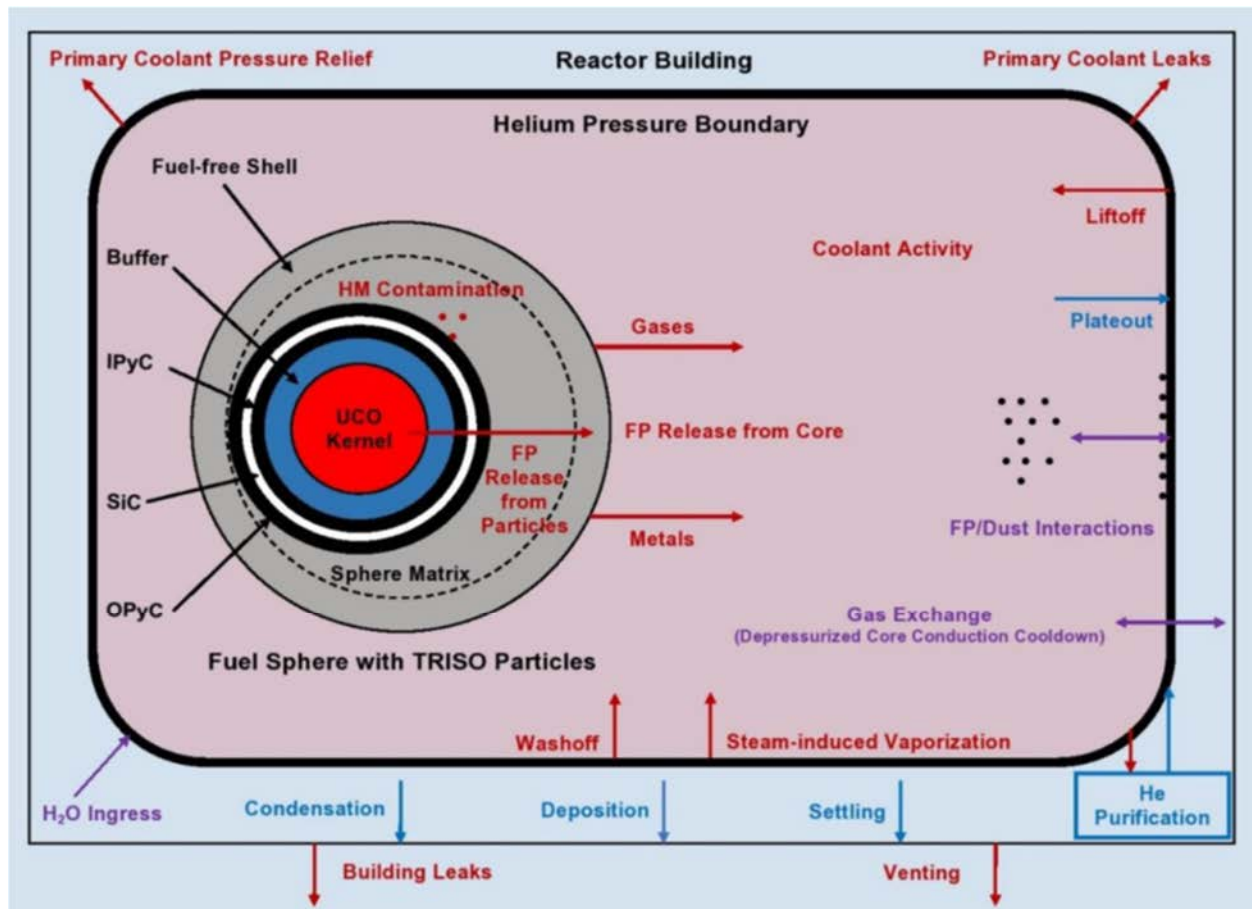 Primary Coolant Pressure Relief
Reactor Building
Primary Coolant Leaks
Helium Pressure Boundary
Fuel-free Shell
Liftoff
Buffer
Coolant Activity
HM Contamination
Gases
Plateout
IPyC
UCO
Kernel
FP Release from Core
FP
Release
from
Particles
SiC
Metals
FP/Dust Interactions
Sphere Matrix
OPyC
Gas Exchange
(Depressurized Core Conduction Cooldown)
Fuel Sphere with TRISO Particles
Washoff
Steam-induced Vaporization
H₂O Ingress
Condensation
Deposition
Settling
He
Purification
Building Leaks
Venting